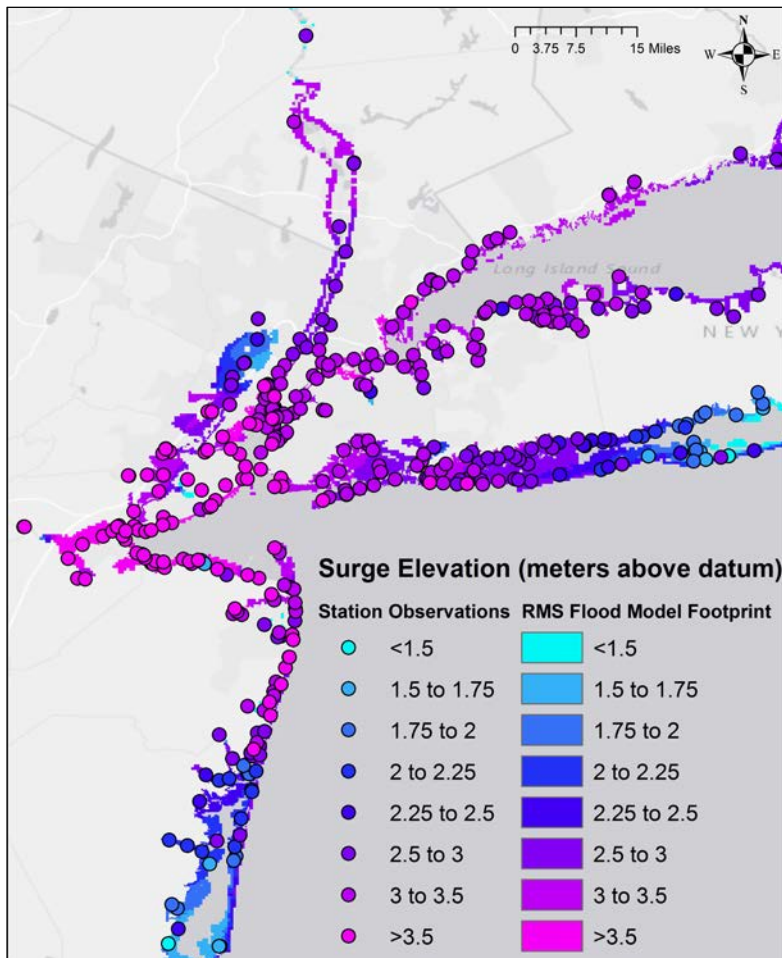 N
W E
S
0 3.75 7.5 15 Miles
Long Island Sound
NEW Y
Surge Elevation (meters above datum)
Station Observations RMS Flood Model Footprint
<1.5 <1.5
1.5 to 1.75 1.5 to 1.75
1.75 to 2 1.75 to 2
2 to 2.25 2 to 2.25
2.25 to 2.5 2.25 to 2.5
2.5 to 3 2.5 to 3
3 to 3.5 3 to 3.5
>3.5 >3.5